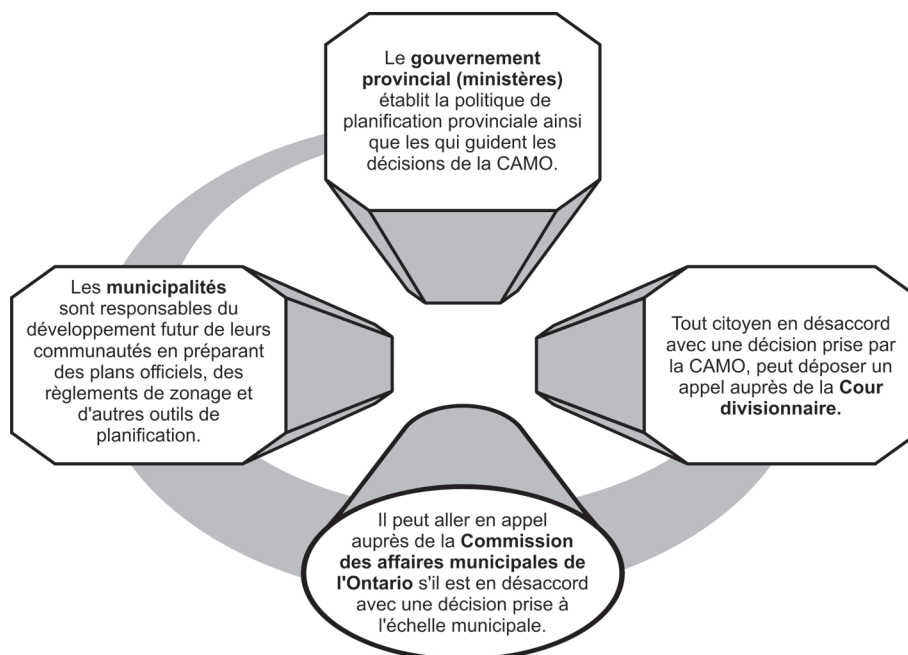 Le gouvernement
provincial (ministères)
établit la politique de
planification provinciale ainsi
que les qui guident les
décisions de la CAMO.
Les municipalités
sont responsables du
développement futur de leurs
communautés en préparant
des plans officiels, des
règlements de zonage et
d'autres outils de
planification.
Tout citoyen en désaccord
avec une décision prise par
la CAMO, peut déposer un
appel auprès de la Cour
divisionnaire.
Il peut aller en appel
auprès de la Commission
des affaires municipales de
l'Ontario s'il est en désaccord
avec une décision prise à
l'échelle municipale.